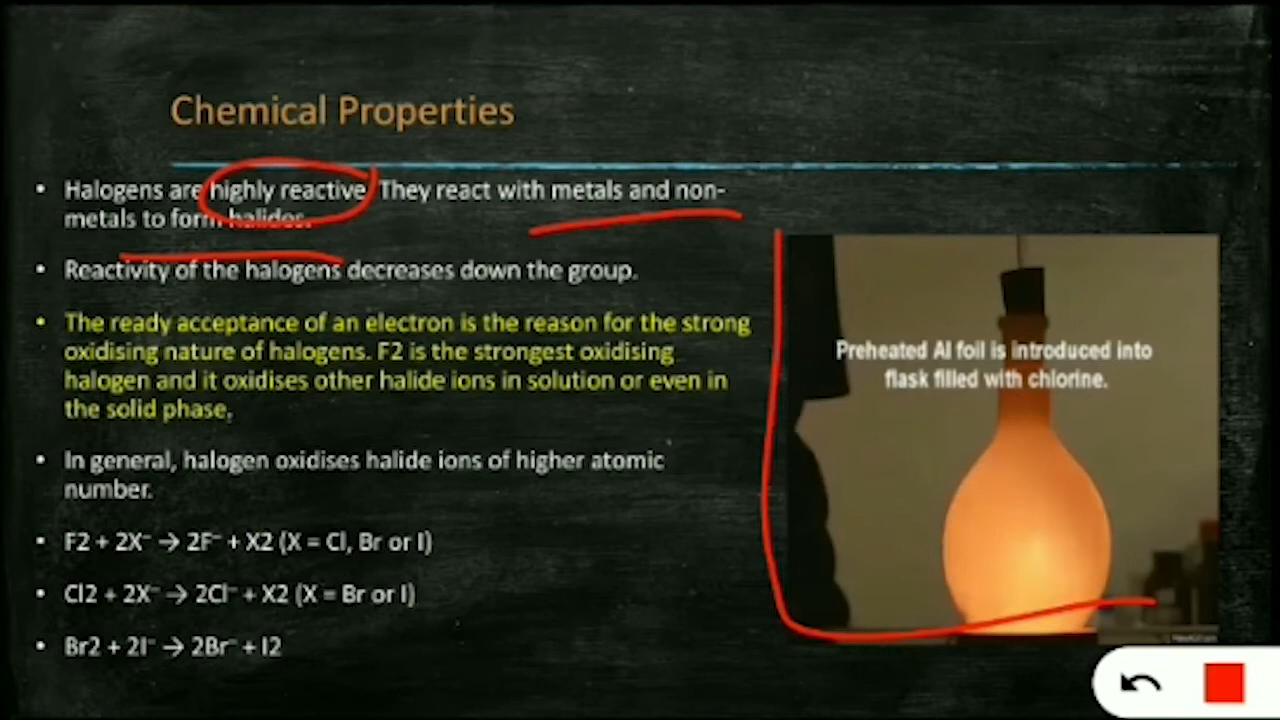 Chemical Properties
• Halogens are highly reactive. They react with metals and non-
metals to form halides.
• Reactivity of the halogens decreases down the group.
• The ready acceptance of an electron is the reason for the strong
oxidising nature of halogens. F2 is the strongest oxidising
halogen and it oxidises other halide ions in solution or even in
the solid phase.
• In general, halogen oxidises halide ions of higher atomic
number.
• F2 + 2X⁻ → 2F⁻ + X2 (X = Cl, Br or I)
• Cl2 + 2X⁻ → 2Cl⁻ + X2 (X = Br or I)
• Br2 + 2I⁻ → 2Br⁻ + I2
Preheated Al foil is introduced into
flask filled with chlorine.